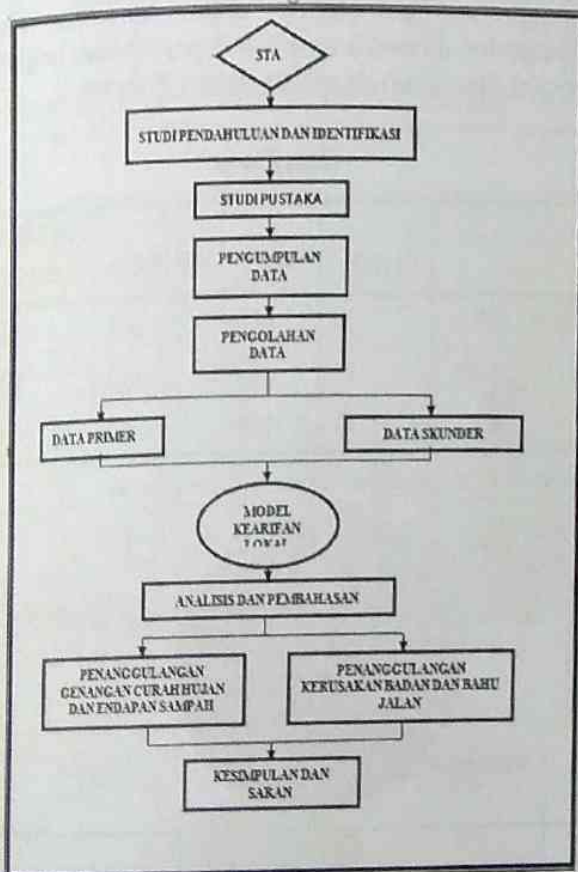 STA
STUDI PENDAHULUAN DAN IDENTIFIKASI
STUDI PUSTAKA
PENGUMPULAN
DATA
PENGOLAHAN
DATA
DATA PRIMER
DATA SKUNDER
MODEL
KEARIFAN
LOKAL
ANALISIS DAN PEMBAHASAN
PENANGGULANGAN
GENANGAN CURAH HUJAN
DAN ENDAPAN SAMPAH
PENANGGULANGAN
KERUSAKAN BADAN DAN BAHU
JALAN
KESIMPULAN DAN
SARAN